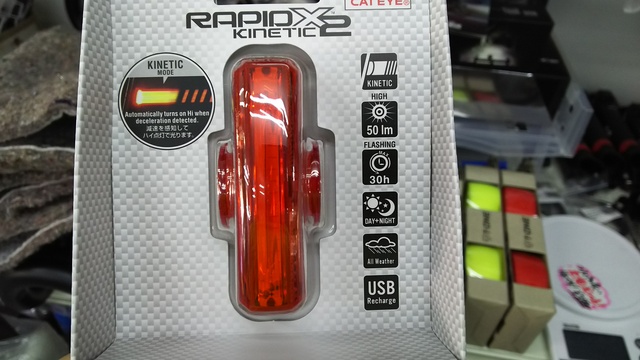 CATEYE®
RAPID X2
KINETIC
KINETIC
MODE
Automatically turns on Hi when
deceleration detected.
減速を感知して
ハイ点灯で光ります。
KINETIC
HIGH
50 lm
FLASHING
MAX
30h
DAY+NIGHT
All Weather
USB
Recharge